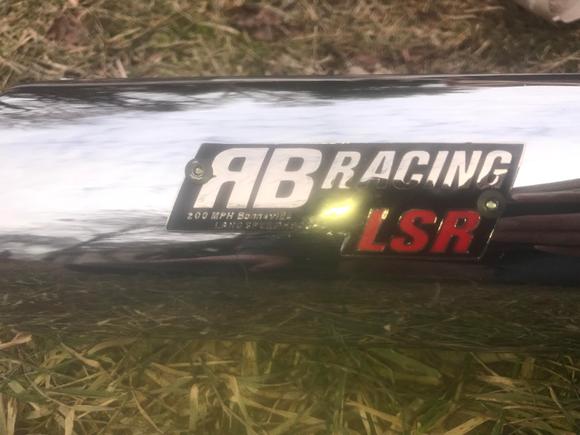 RB RACING
200 MPH Bonneville
LSR